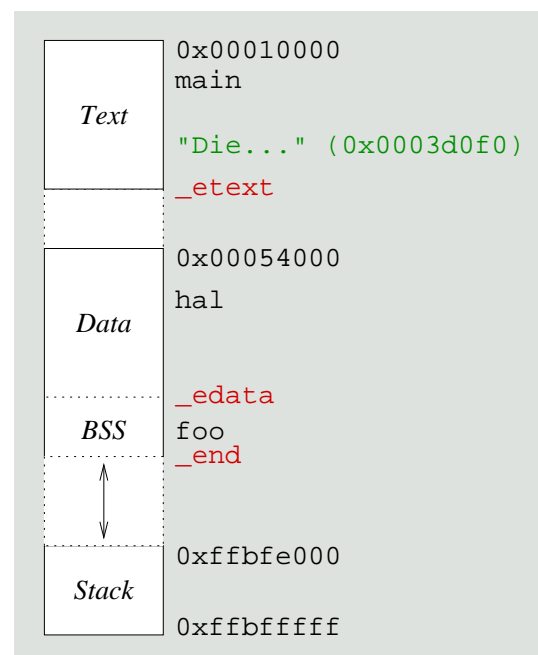 0x00010000
main
Text
"Die..." (0x0003d0f0)
_etext
0x00054000
hal
Data
_edata
BSS
foo
_end
0xffbfe000
Stack
0xffbfffff